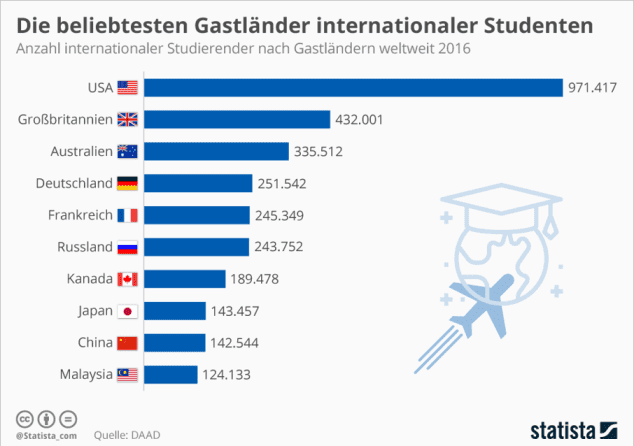 Die beliebtesten Gastländer internationaler Studenten
Anzahl internationaler Studierender nach Gastländern weltweit 2016
USA 971.417
Großbritannien 432.001
Australien 335.512
Deutschland 251.542
Frankreich 245.349
Russland 243.752
Kanada 189.478
Japan 143.457
China 142.544
Malaysia 124.133
@Statista_com Quelle: DAAD
statista